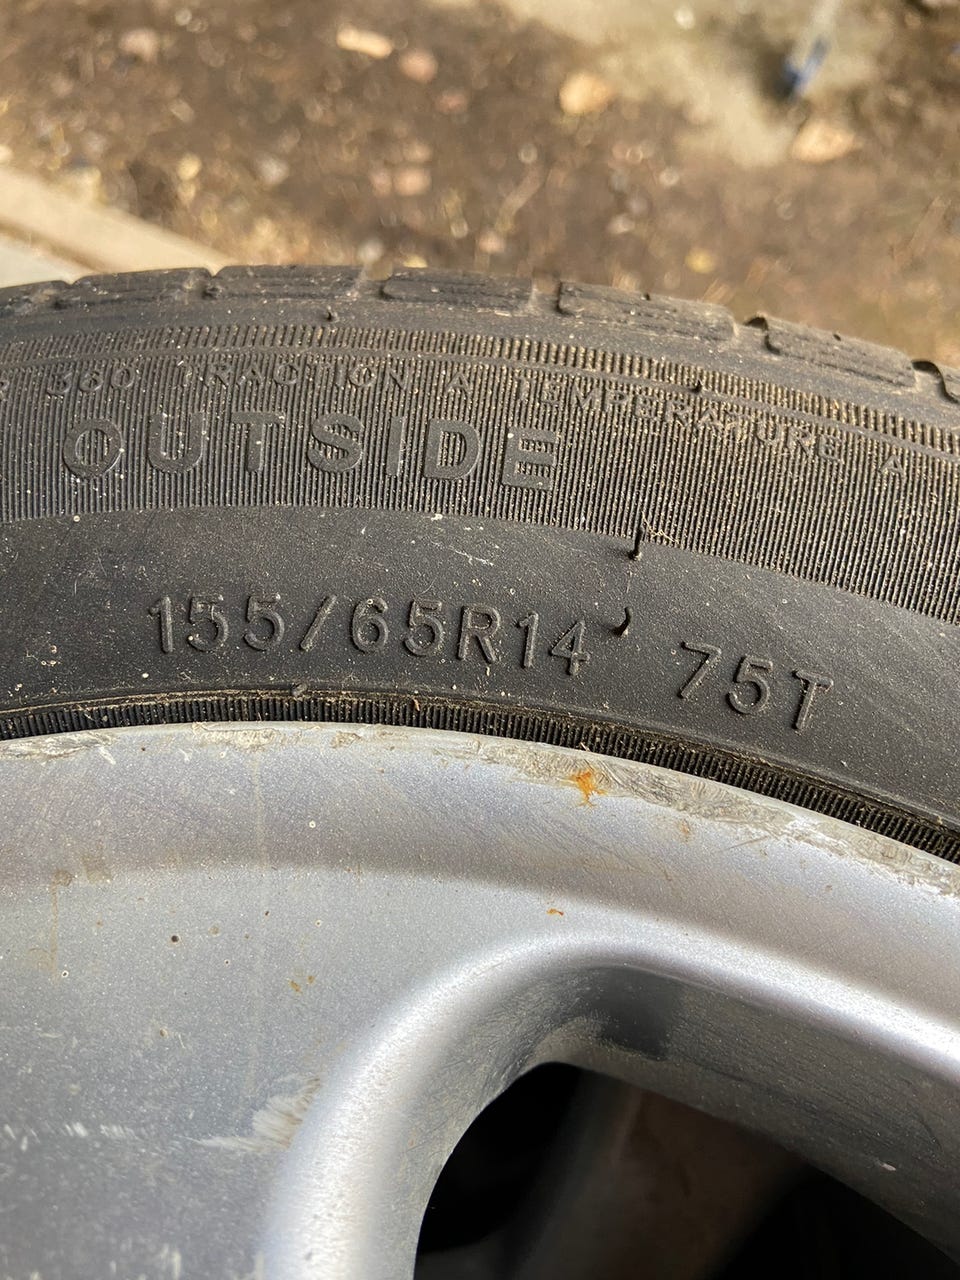 360 TRACTION A TEMPERATURE A
OUTSIDE
155/65R14 75T